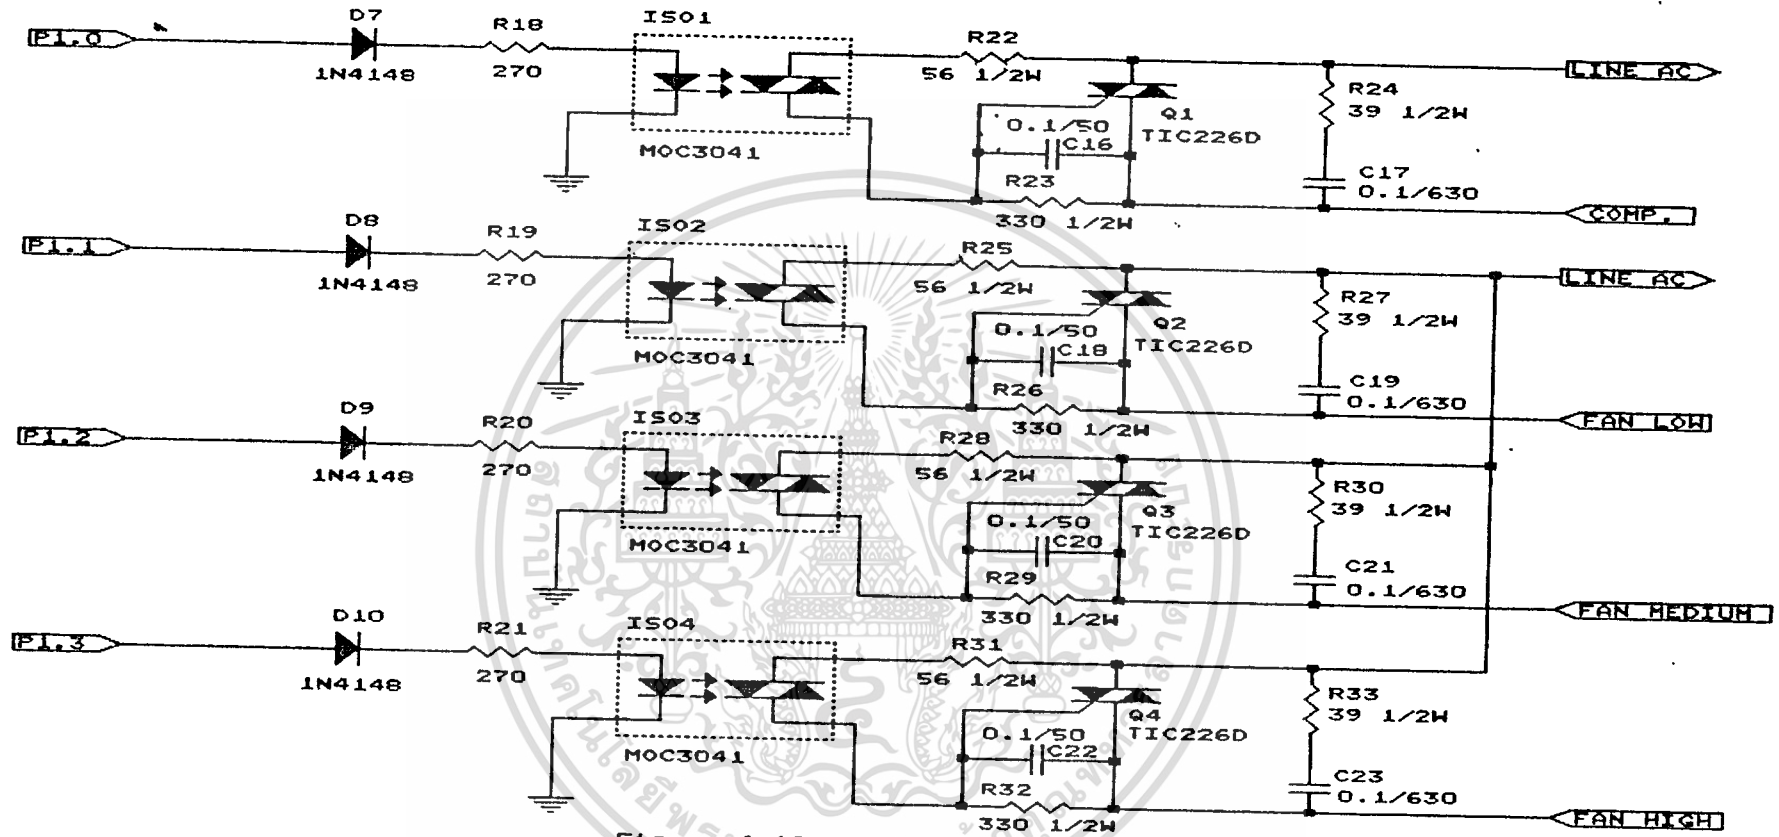 P1.0
D7
1N4148
R18
270
ISO1
MOC3041
R22
56 1/2W
Q1
TIC226D
0.1/50
C16
R23
330 1/2W
R24
39 1/2W
C17
0.1/630
LINE AC
COMP.
P1.1
D8
1N4148
R19
270
ISO2
MOC3041
R25
56 1/2W
Q2
TIC226D
0.1/50
C18
R26
330 1/2W
R27
39 1/2W
C19
0.1/630
LINE AC
FAN LOW
P1.2
D9
1N4148
R20
270
ISO3
MOC3041
R28
56 1/2W
Q3
TIC226D
0.1/50
C20
R29
330 1/2W
R30
39 1/2W
C21
0.1/630
FAN MEDIUM
P1.3
D10
1N4148
R21
270
ISO4
MOC3041
R31
56 1/2W
Q4
TIC226D
0.1/50
C22
R32
330 1/2W
R33
39 1/2W
C23
0.1/630
FAN HIGH